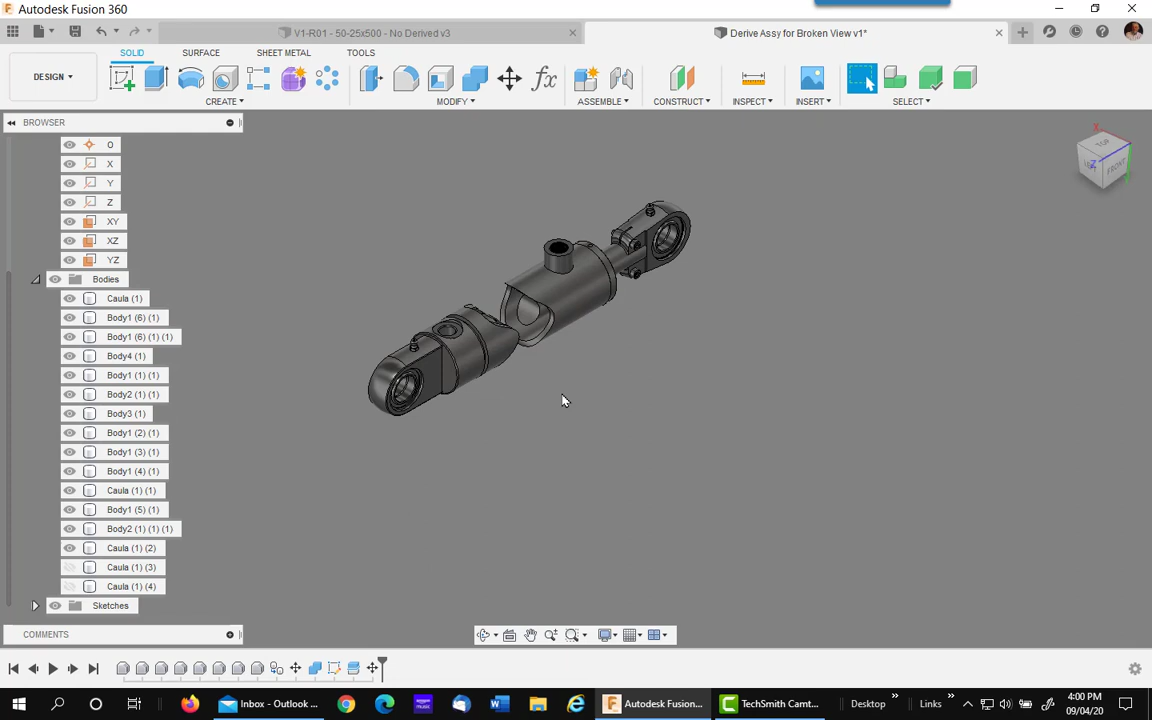 Autodesk Fusion 360
V1-R01 - 50-25x500 - No Derived v3
Derive Assy for Broken View v1*
SOLID
SURFACE
SHEET METAL
TOOLS
DESIGN
CREATE
MODIFY
ASSEMBLE
CONSTRUCT
INSPECT
INSERT
SELECT
BROWSER
O
X
Y
Z
XY
XZ
YZ
Bodies
Caula (1)
Body1 (6) (1)
Body1 (6) (1) (1)
Body4 (1)
Body1 (1) (1)
Body2 (1) (1)
Body3 (1)
Body1 (2) (1)
Body1 (3) (1)
Body1 (4) (1)
Caula (1) (1)
Body1 (5) (1)
Body2 (1) (1) (1)
Caula (1) (2)
Caula (1) (3)
Caula (1) (4)
Sketches
TOP
FRONT
X
Z
COMMENTS
Inbox - Outlook ...
Autodesk Fusion...
TechSmith Camt...
Desktop
Links
4:00 PM
09/04/20